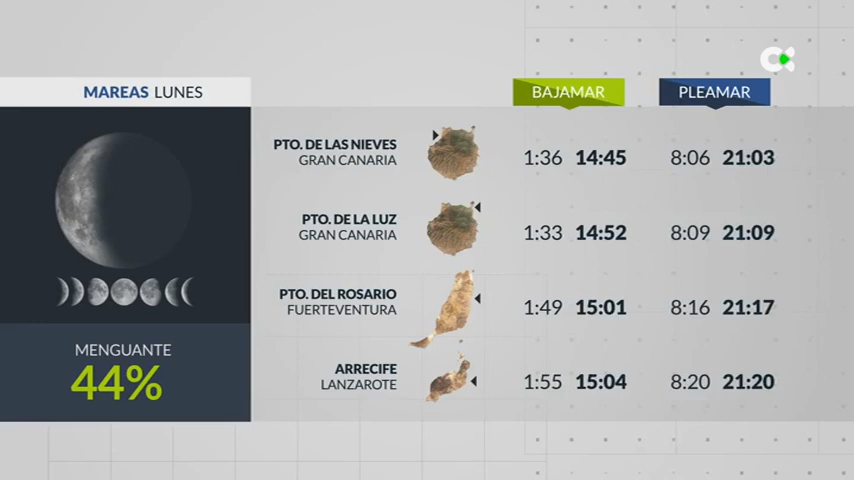 MAREAS LUNES
BAJAMAR PLEAMAR
PTO. DE LAS NIEVES
GRAN CANARIA
1:36 14:45 8:06 21:03
PTO. DE LA LUZ
GRAN CANARIA
1:33 14:52 8:09 21:09
PTO. DEL ROSARIO
FUERTEVENTURA
1:49 15:01 8:16 21:17
ARRECIFE
LANZAROTE
1:55 15:04 8:20 21:20
MENGUANTE
44%